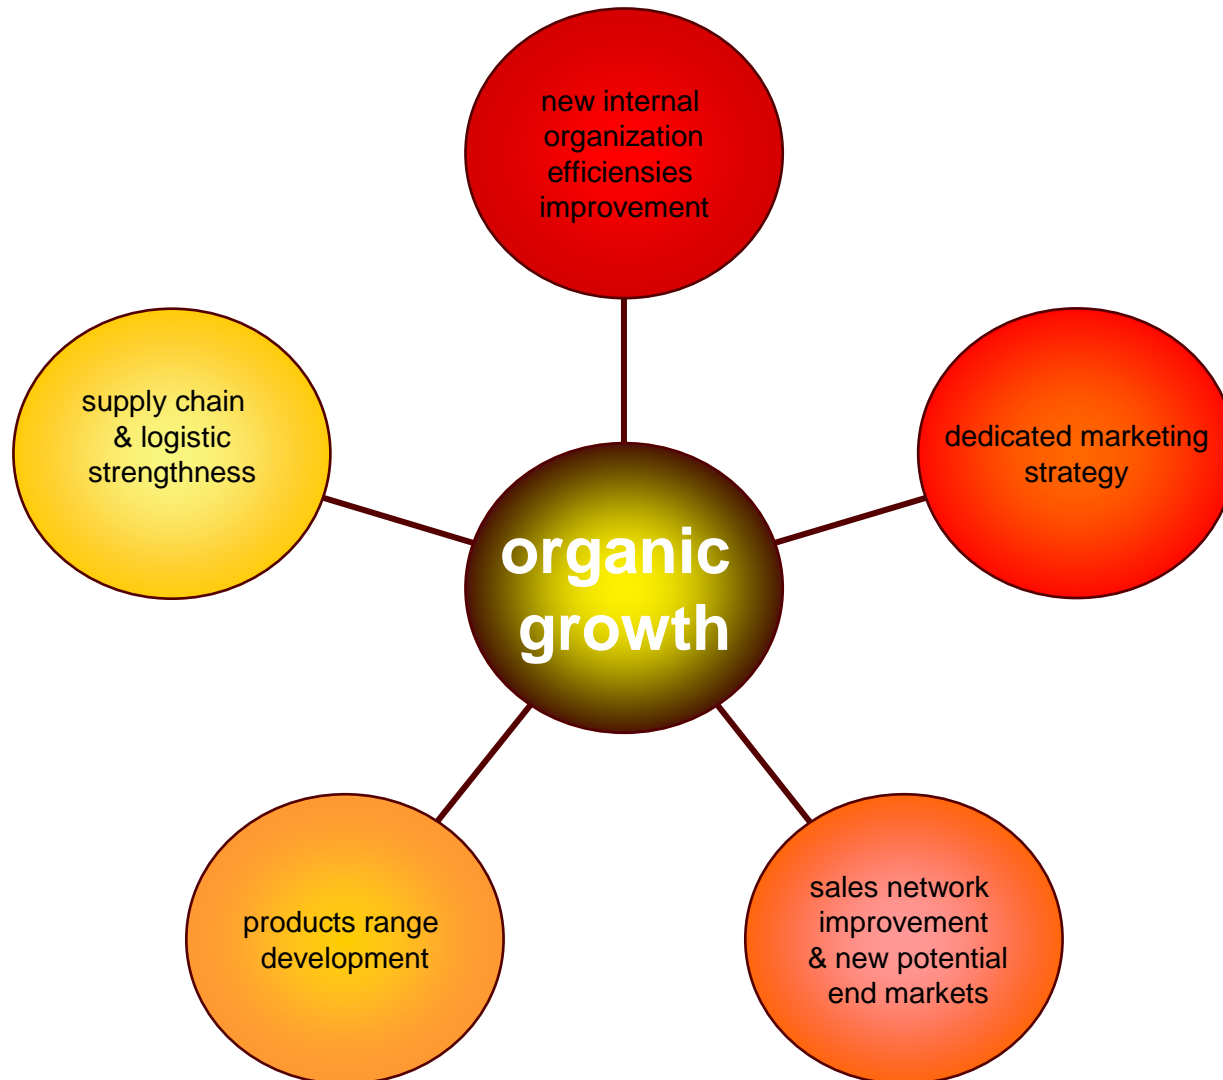 new internal
organization
efficiensies
improvement
supply chain
& logistic
strengthness
dedicated marketing
strategy
organic
growth
products range
development
sales network
improvement
& new potential
end markets